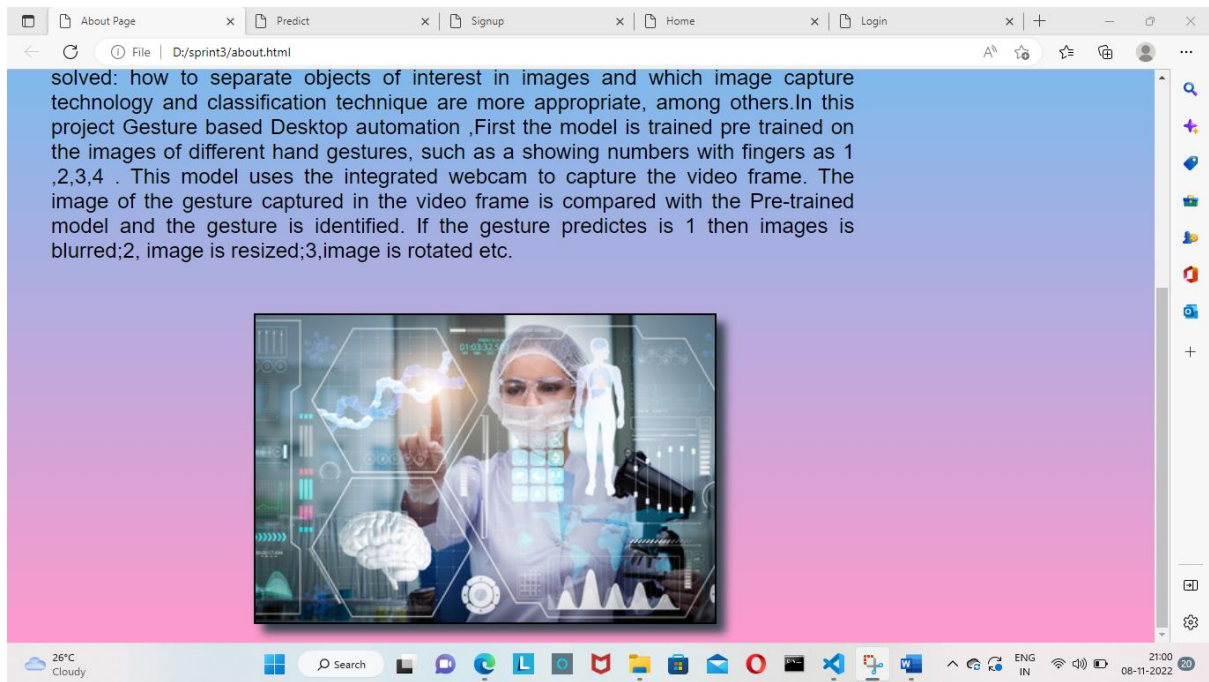 About Page
Predict
Signup
Home
Login
File
D:/sprint3/about.html
solved: how to separate objects of interest in images and which image capture
technology and classification technique are more appropriate, among others.In this
project Gesture based Desktop automation ,First the model is trained pre trained on
the images of different hand gestures, such as a showing numbers with fingers as 1
,2,3,4 . This model uses the integrated webcam to capture the video frame. The
image of the gesture captured in the video frame is compared with the Pre-trained
model and the gesture is identified. If the gesture predictes is 1 then images is
blurred;2, image is resized;3,image is rotated etc.
26°C
Cloudy
Search
ENG
IN
21:00
08-11-2022
20